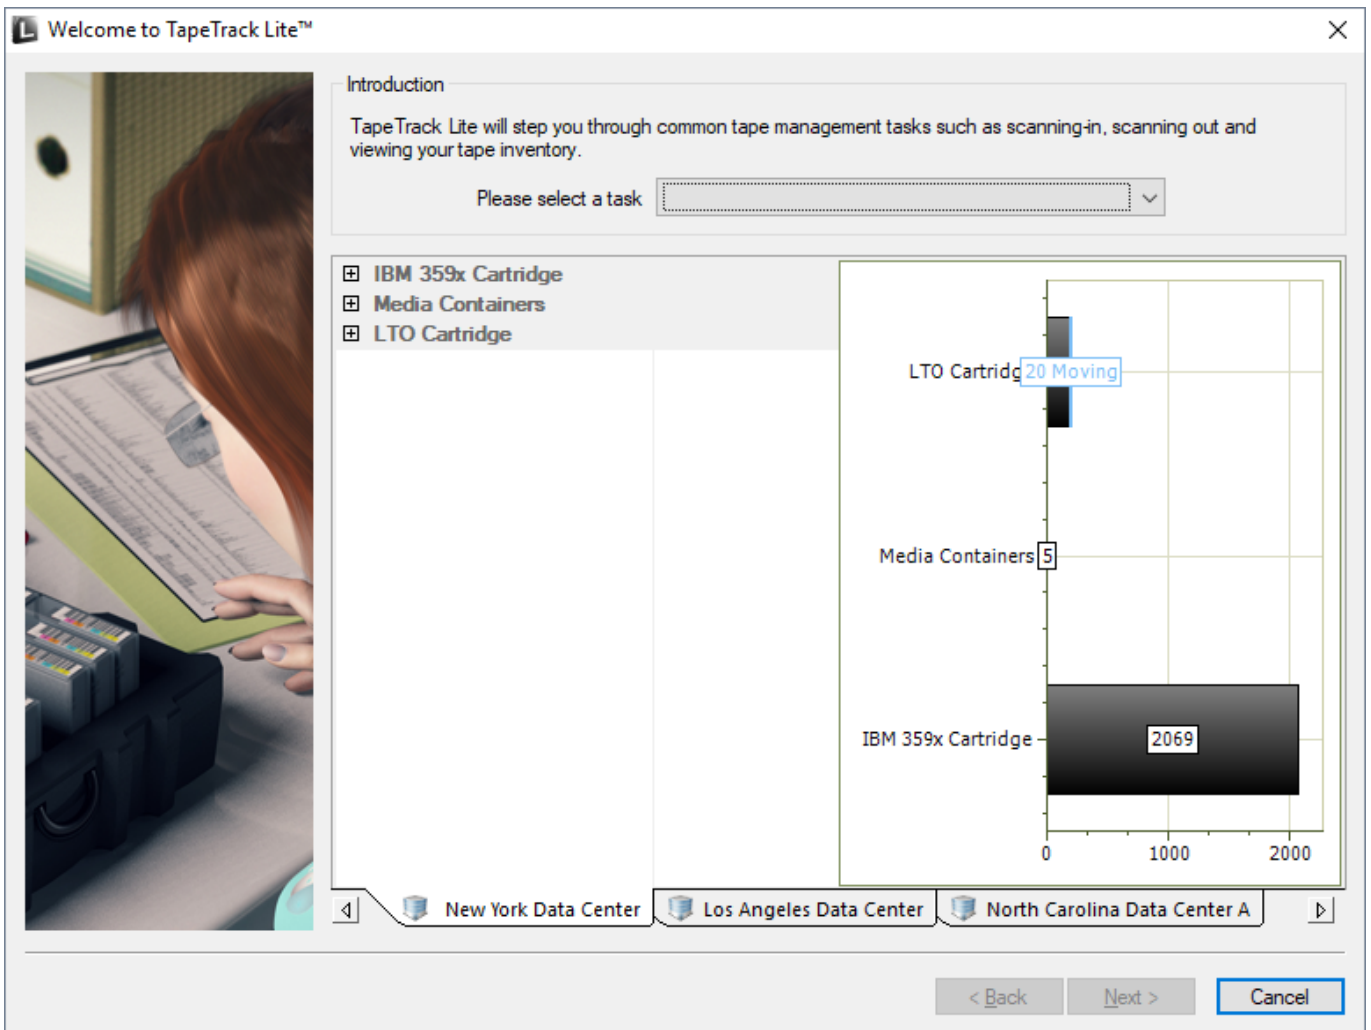 Welcome to TapeTrack Lite™
Introduction
TapeTrack Lite will step you through common tape management tasks such as scanning-in, scanning out and
viewing your tape inventory.
Please select a task
IBM 359x Cartridge
Media Containers
LTO Cartridge
LTO Cartridg
20 Moving
Media Containers
5
IBM 359x Cartridge
2069
0 1000 2000
New York Data Center
Los Angeles Data Center
North Carolina Data Center A
< Back
Next >
Cancel